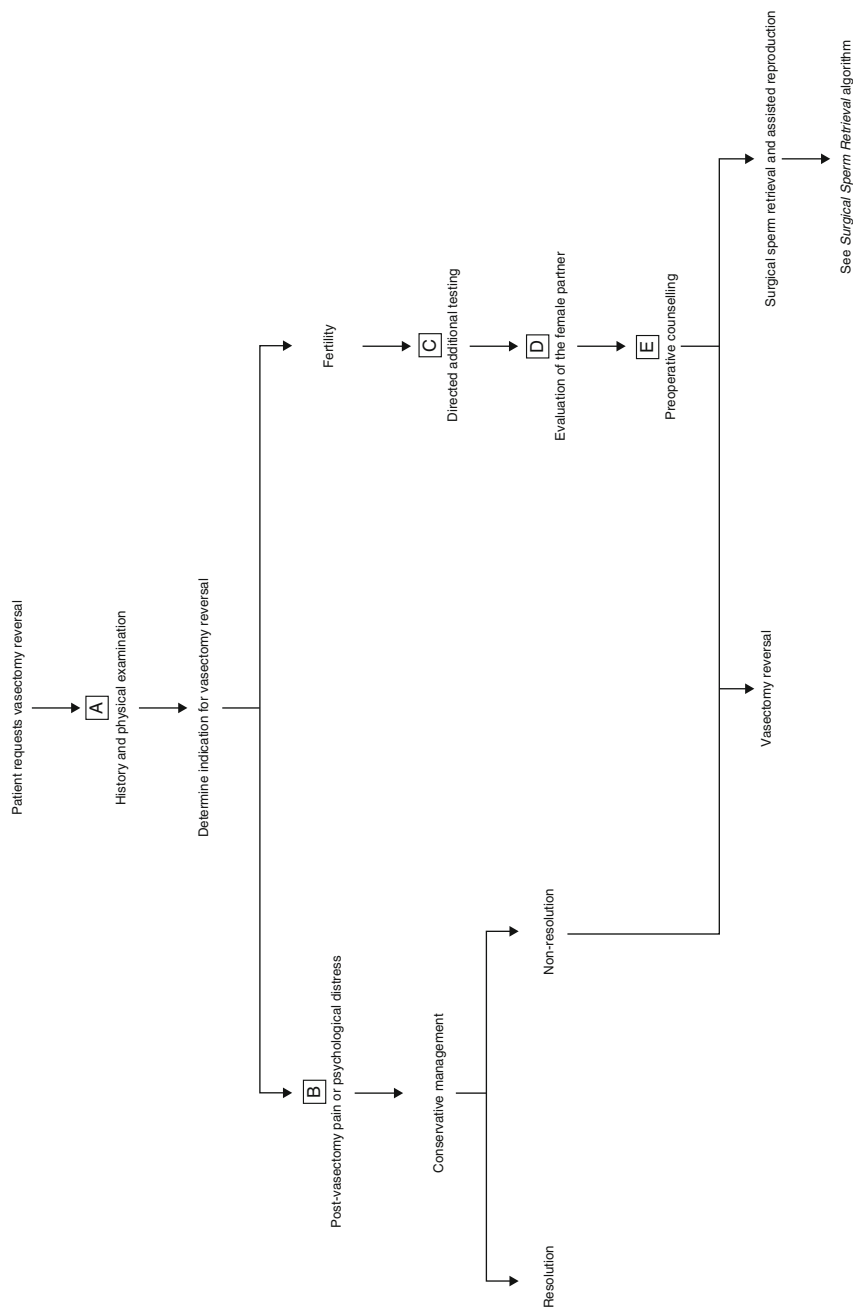 Patient requests vasectomy reversal
A
History and physical examination
Determine indication for vasectomy reversal
B
Post-vasectomy pain or psychological distress
Fertility
Conservative management
C
Directed additional testing
Resolution
Non-resolution
D
Evaluation of the female partner
E
Preoperative counselling
Vasectomy reversal
Surgical sperm retrieval and assisted reproduction
See Surgical Sperm Retrieval algorithm